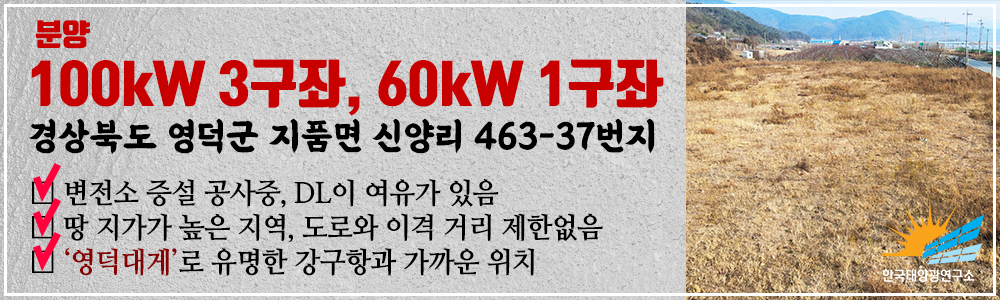 분양
100kW 3구좌, 60kW 1구좌
경상북도 영덕군 지품면 신양리 463-37번지
변전소 증설 공사중, DL이 여유가 있음
땅 지가가 높은 지역, 도로와 이격 거리 제한없음
‘영덕대게’로 유명한 강구항과 가까운 위치
한국태양광연구소